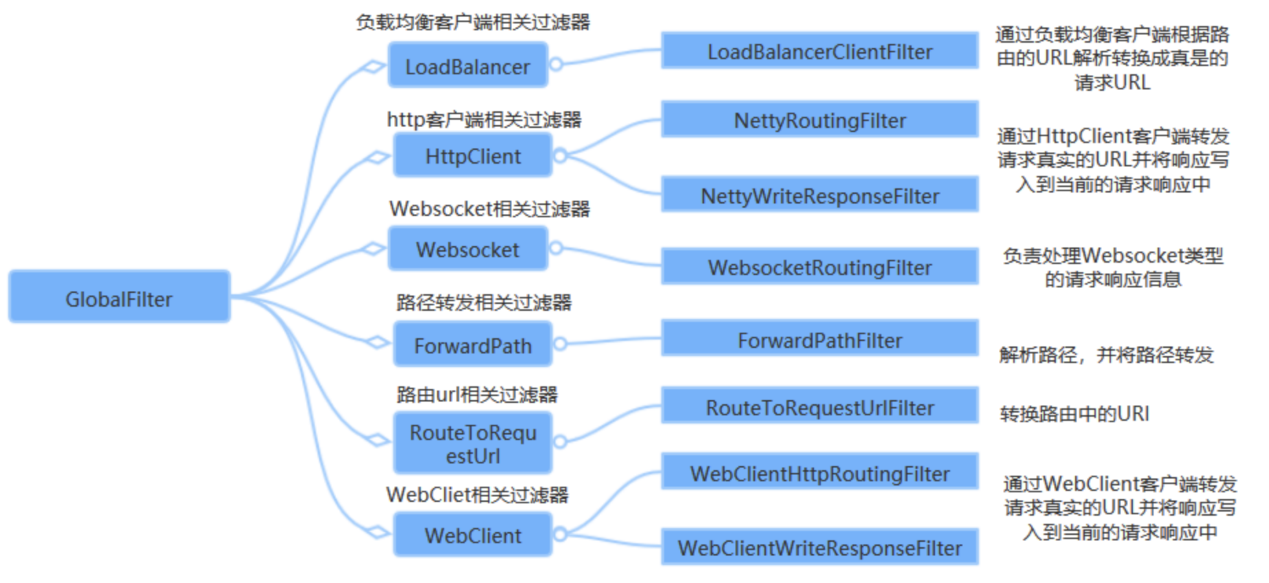 负载均衡客户端相关过滤器
LoadBalancer
LoadBalancerClientFilter
通过负载均衡客户端根据路
由的URL解析转换成真是的
请求URL
http客户端相关过滤器
HttpClient
NettyRoutingFilter
NettyWriteResponseFilter
通过HttpClient客户端转发
请求真实的URL并将响应写
入到当前的请求响应中
Websocket相关过滤器
Websocket
WebsocketRoutingFilter
负责处理Websocket类型
的请求响应信息
GlobalFilter
路径转发相关过滤器
ForwardPath
ForwardPathFilter
解析路径，并将路径转发
路由url相关过滤器
RouteToRequ
estUrl
RouteToRequestUrlFilter
转换路由中的URI
WebCliet相关过滤器
WebClient
WebClientHttpRoutingFilter
WebClientWriteResponseFilter
通过WebClient客户端转发
请求真实的URL并将响应写
入到当前的请求响应中